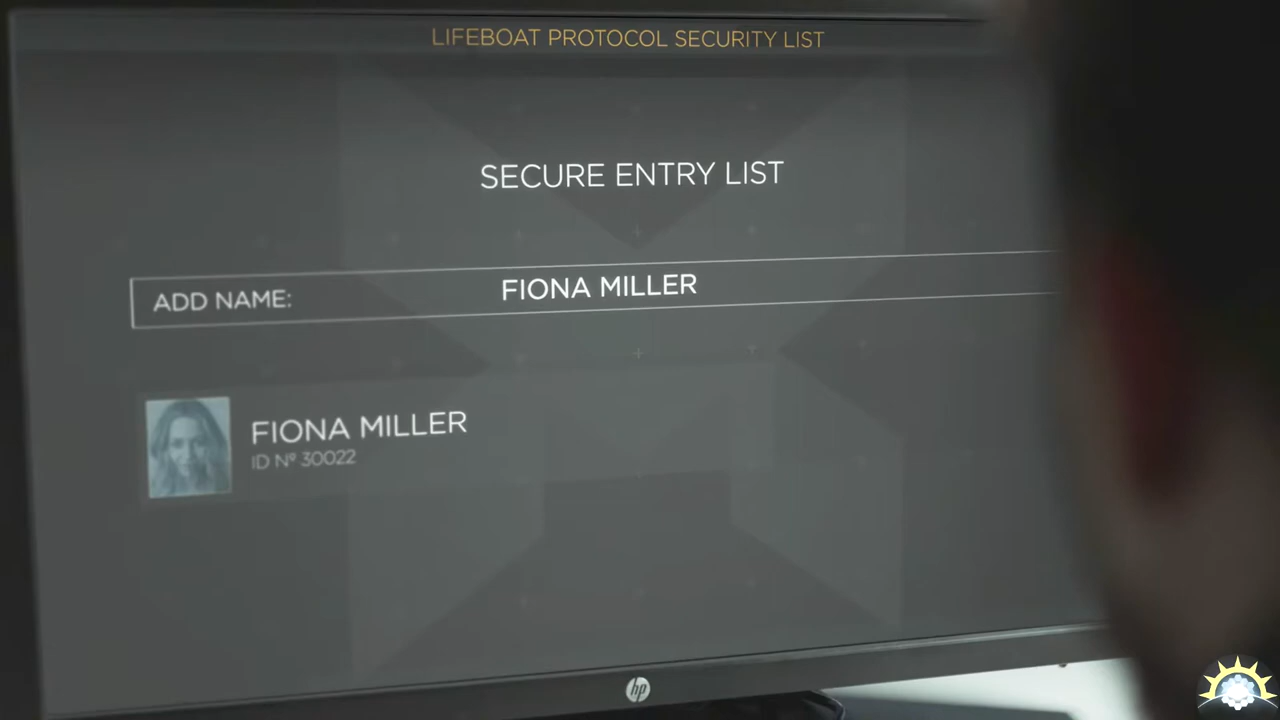 LIFEBOAT PROTOCOL SECURITY LIST
SECURE ENTRY LIST
ADD NAME: FIONA MILLER
FIONA MILLER
ID Nº 30022
hp